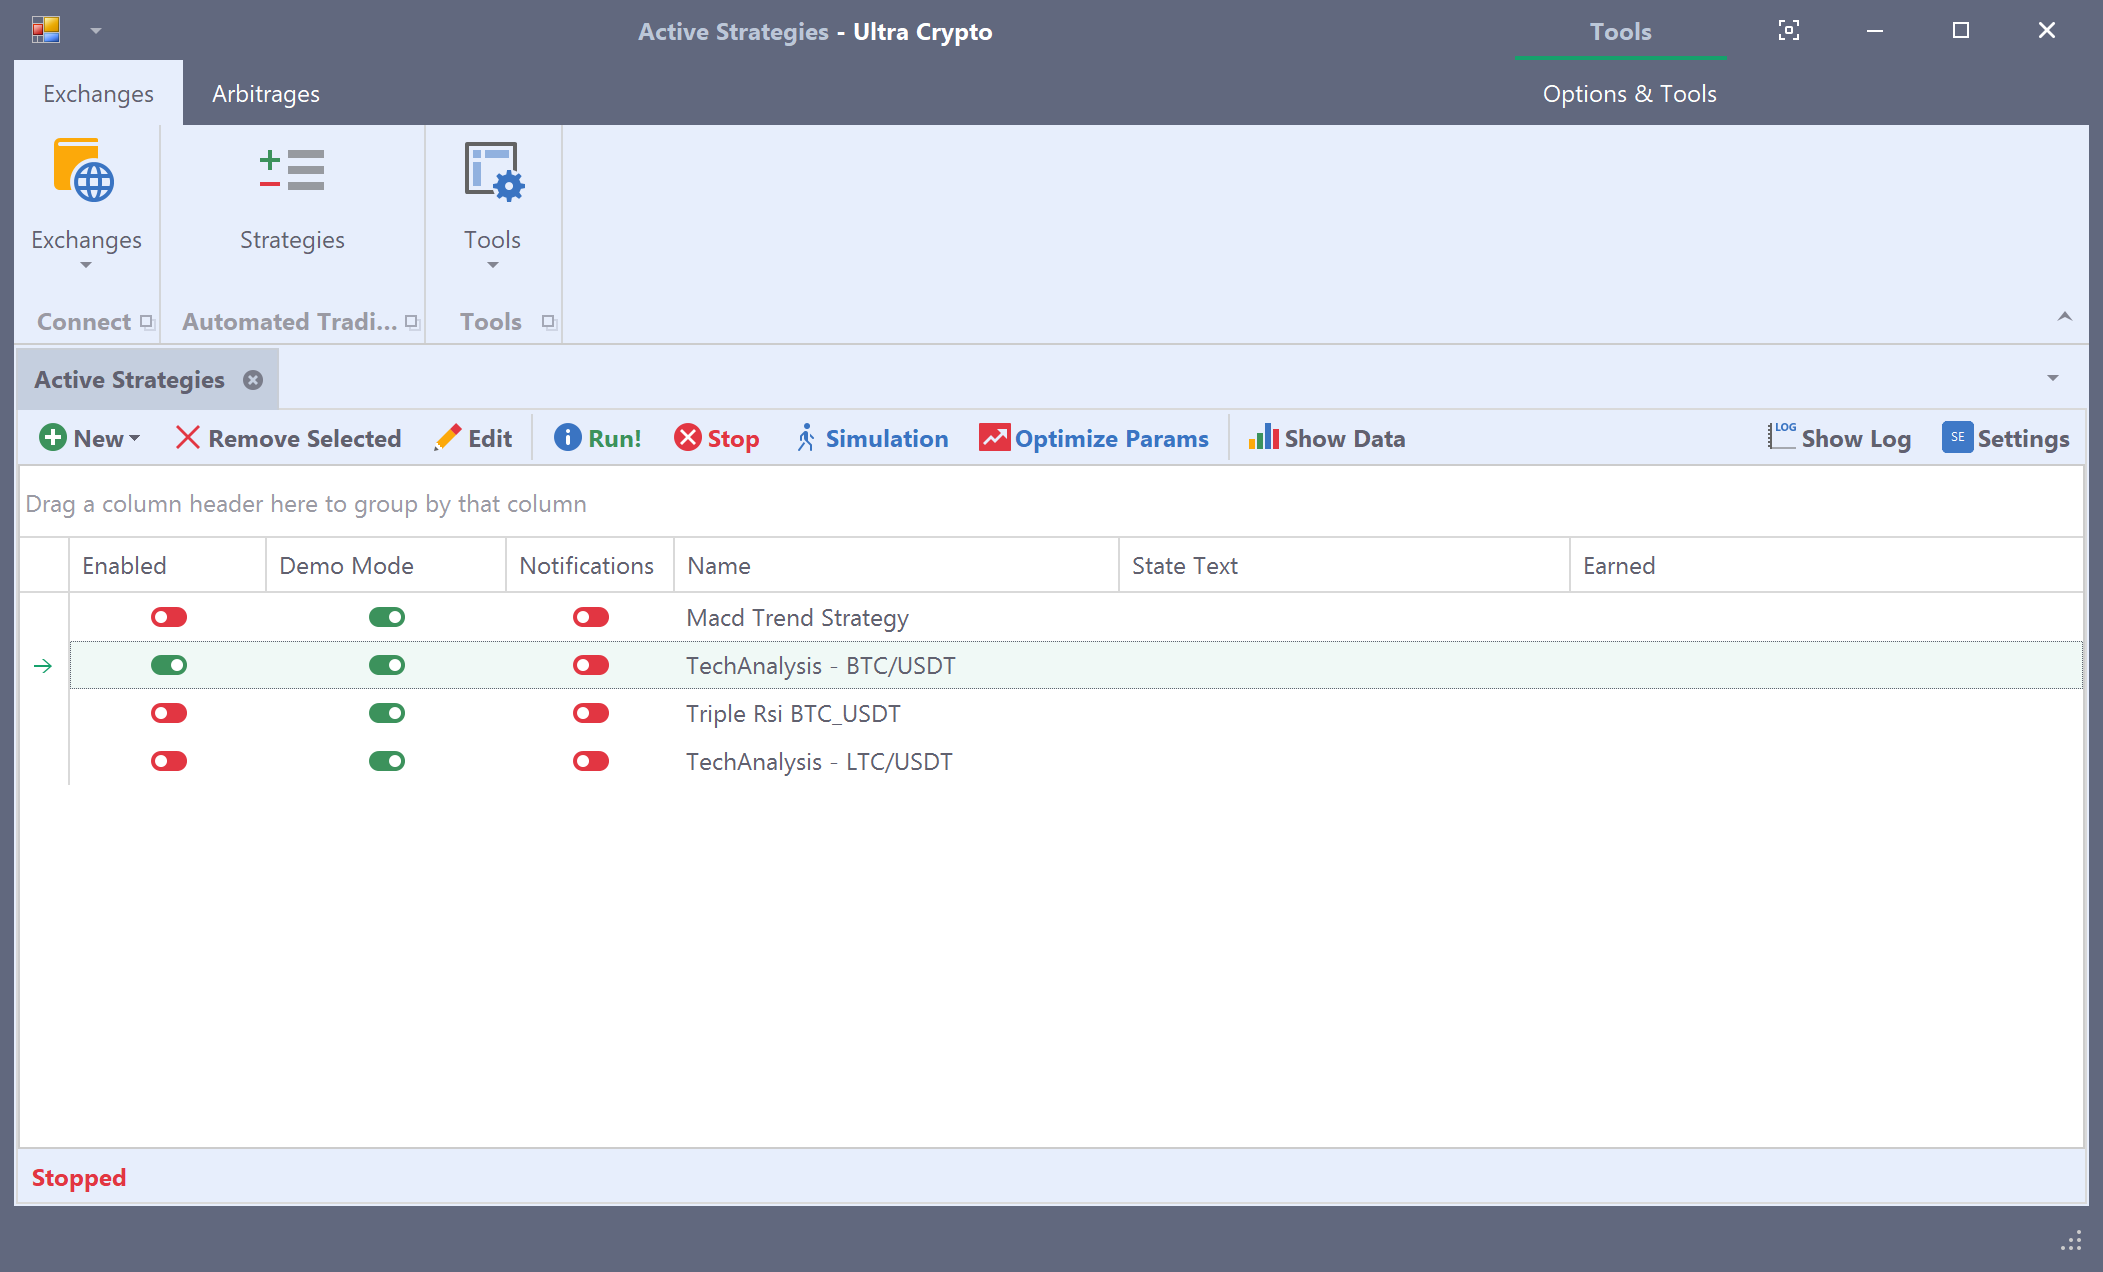 Active Strategies - Ultra Crypto
Tools
Exchanges
Arbitrages
Options & Tools
Exchanges
Strategies
Tools
Connect
Automated Tradi...
Tools
Active Strategies
New
Remove Selected
Edit
Run!
Stop
Simulation
Optimize Params
Show Data
LOG
Show Log
SE
Settings
Drag a column header here to group by that column
Enabled Demo Mode Notifications Name State Text Earned
Macd Trend Strategy
TechAnalysis - BTC/USDT
Triple Rsi BTC_USDT
TechAnalysis - LTC/USDT
Stopped